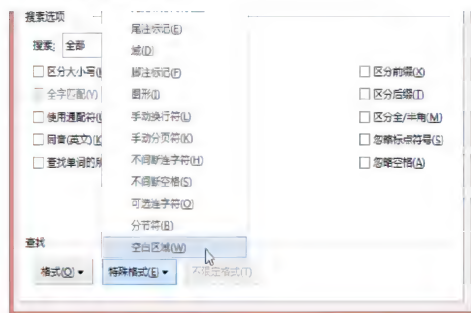 搜索选项
尾注标记(E)
搜索: 全部
域(D)
区分大小写
脚注标记(F)
区分前缀(X)
全字匹配(Y)
图形(I)
区分后缀(T)
使用通配符
手动换行符(L)
区分全/半角(M)
同音(英文)(K
手动分页符(K)
忽略标点符号(S)
查找单词的所
不间断连字符(H)
忽略空格(A)
不间断空格(S)
可选连字符(O)
分节符(B)
查找
空白区域(W)
格式(O)
特殊格式(E)
不限定格式(T)